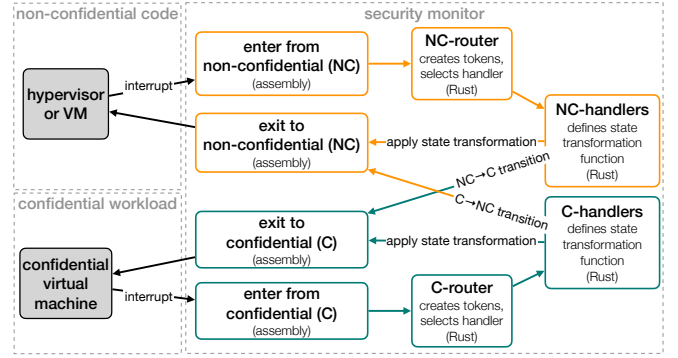 non-confidential code
security monitor
hypervisor
or VM
interrupt
enter from
non-confidential (NC)
(assembly)
NC-router
creates tokens,
selects handler
(Rust)
exit to
non-confidential (NC)
(assembly)
apply state transformation
NC-handlers
defines state
transformation
function
(Rust)
NC→C transition
C→NC transition
confidential workload
confidential
virtual
machine
interrupt
exit to
confidential (C)
(assembly)
apply state transformation
C-handlers
defines state
transformation
function
(Rust)
enter from
confidential (C)
(assembly)
C-router
creates tokens,
selects handler
(Rust)